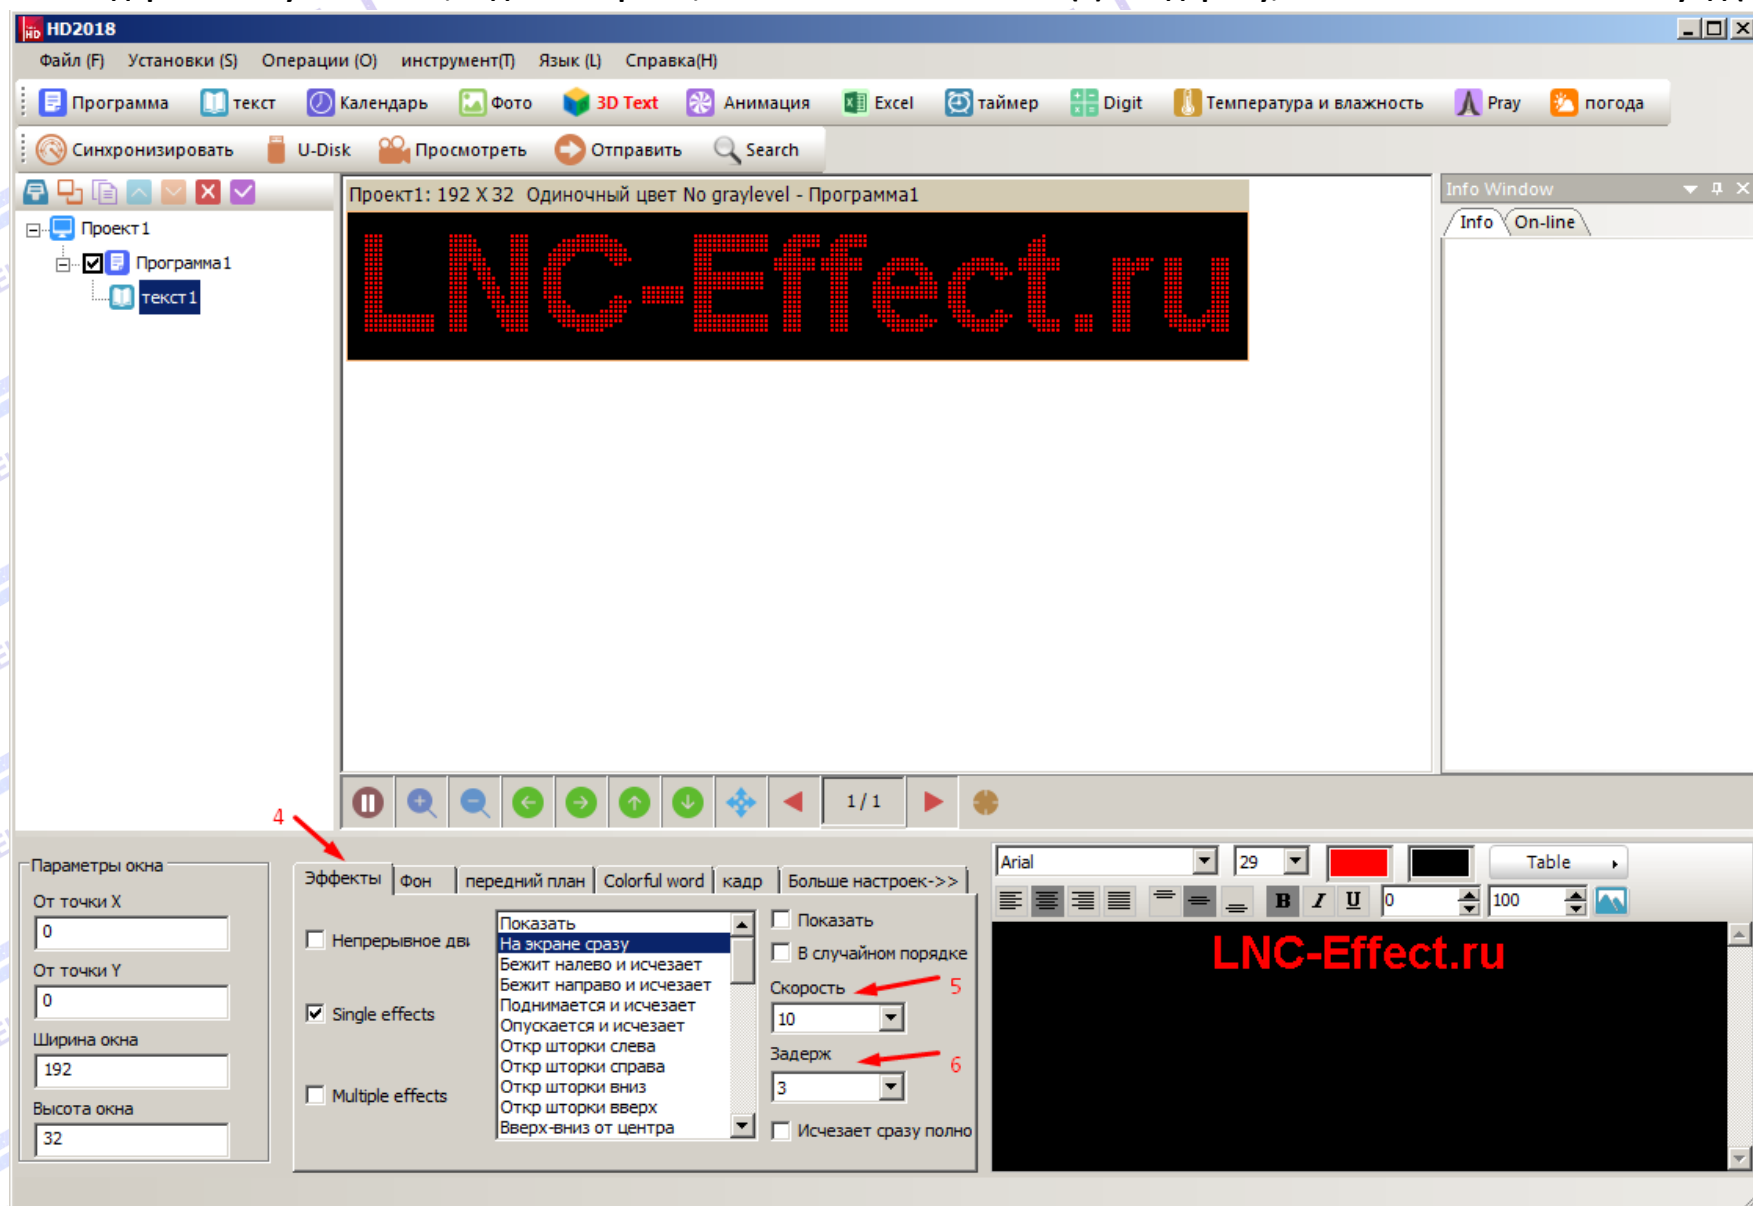 HD2018
Файл (F) Установки (S) Операции (O) инструмент(T) Язык (L) Справка(H)
Программа текст Календарь Фото 3D Text Анимация Excel таймер Digit Температура и влажность Pray погода
Синхронизировать U-Disk Просмотреть Отправить Search
Проект1
Программа1
текст1
Проект1: 192 X 32 Одиночный цвет No graylevel - Программа1
LNC-Effect.ru
Info Window
Info On-line
1 / 1
4
Параметры окна
От точки X
0
От точки Y
0
Ширина окна
192
Высота окна
32
Эффекты Фон передний план Colorful word кадр Больше настроек->>
Непрерывное дви
Single effects
Multiple effects
Показать
На экране сразу
Бежит налево и исчезает
Бежит направо и исчезает
Поднимается и исчезает
Опускается и исчезает
Откр шторки слева
Откр шторки справа
Откр шторки вниз
Откр шторки вверх
Вверх-вниз от центра
Показать
В случайном порядке
Скорость 5
10
Задерж 6
3
Исчезает сразу полно
Arial 29 Table
B I U 0 100
LNC-Effect.ru